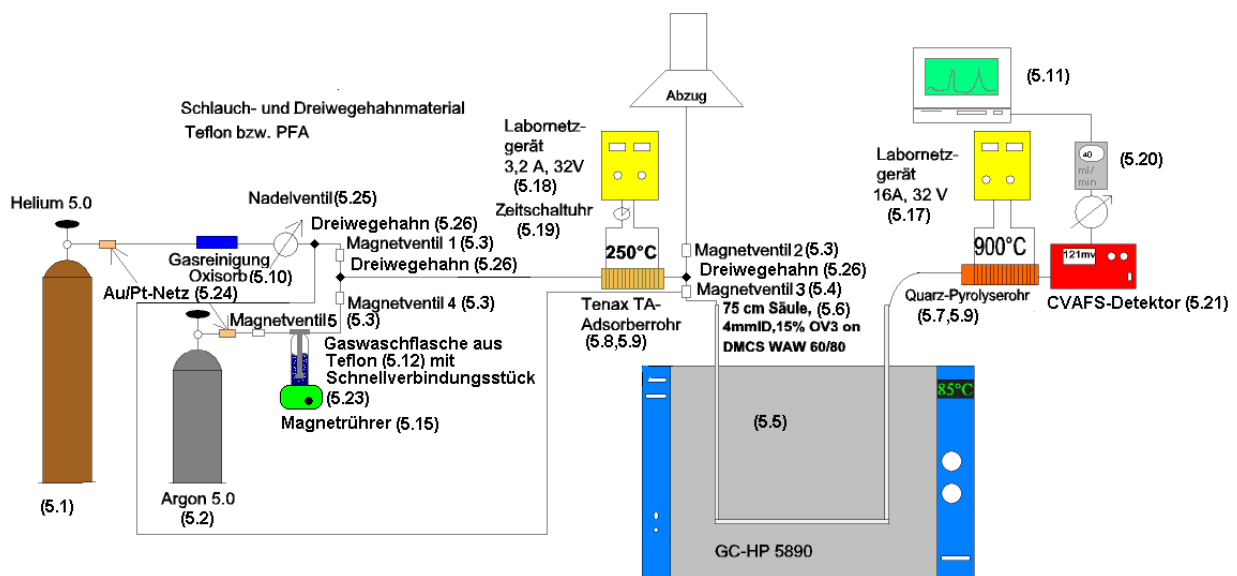 Schlauch- und Dreiwegehahnmaterial
Teflon bzw. PFA
Helium 5.0
Nadelventil (5.25)
Dreiwegehahn (5.26)
Magnetventil 1 (5.3)
Gasreinigung
Oxisorb (5.10)
Dreiwegehahn (5.26)
Au/Pt-Netz (5.24)
Magnetventil 4 (5.3)
Magnetventil5
(5.3)
Gaswaschflasche aus
Teflon (5.12) mit
Schnellverbindungsstück
(5.23)
Magnetrührer (5.15)
(5.1)
Argon 5.0
(5.2)
Labornetz-
gerät
3,2 A, 32V
(5.18)
Zeitschaltuhr
(5.19)
250°C
Tenax TA-
Adsorberrohr
(5.8,5.9)
Abzug
Magnetventil 2 (5.3)
Dreiwegehahn (5.26)
Magnetventil 3 (5.4)
75 cm Säule, (5.6)
4mmID,15% OV3 on
DMCS WAW 60/80
(5.5)
GC-HP 5890
85°C
(5.11)
Labornetz-
gerät
16A, 32 V
(5.17)
900°C
Quarz-Pyrolyserohr
(5.7,5.9)
40
ml/
min
(5.20)
121mv
CVAFS-Detektor (5.21)